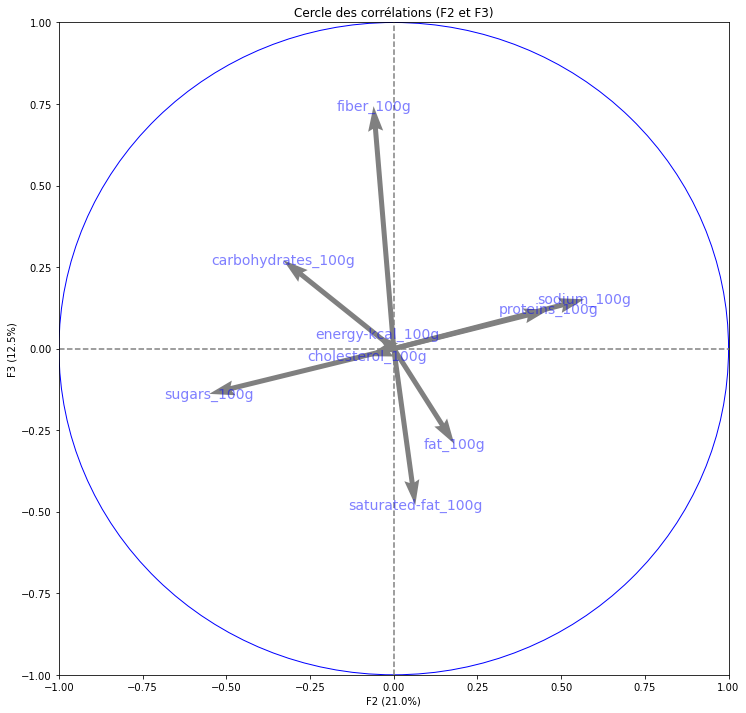 Cercle des corrélations (F2 et F3)
1.00
0.75
0.50
0.25
0.00
−0.25
−0.50
−0.75
−1.00
F3 (12.5%)
fiber_100g
carbohydrates_100g
sodium_100g
proteins_100g
energy-kcal_100g
cholesterol_100g
sugars_100g
fat_100g
saturated-fat_100g
−1.00 −0.75 −0.50 −0.25 0.00 0.25 0.50 0.75 1.00
F2 (21.0%)